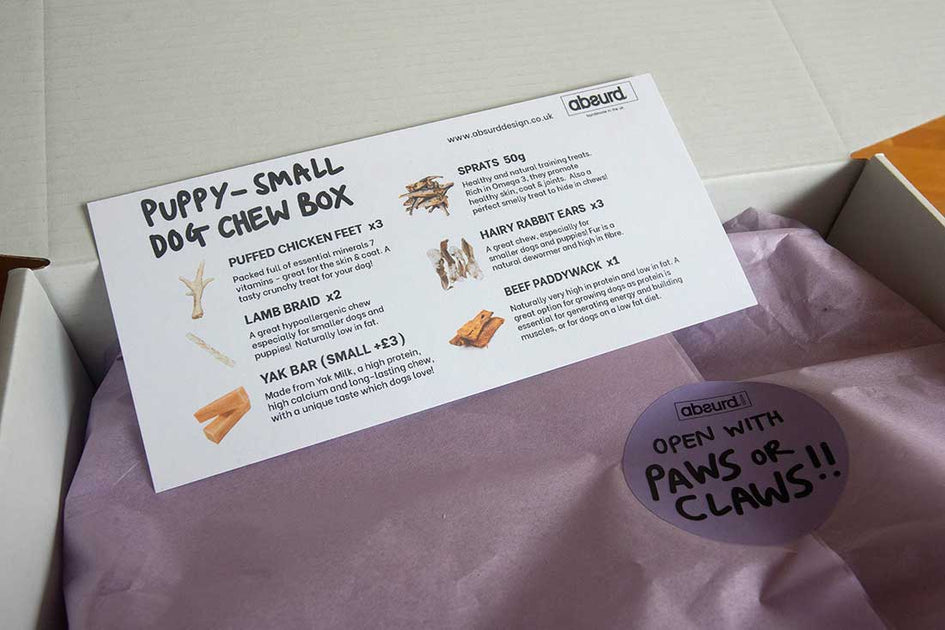 PUPPY-SMALL
DOG CHEW BOX
PUFFED CHICKEN FEET x3
Packed full of essential minerals 7
vitamins - great for the skin & coat. A
tasty crunchy treat for your dog!
LAMB BRAID x2
A great hypoallergenic chew
especially for smaller dogs and
puppies! Naturally low in fat.
YAK BAR (SMALL +£3)
Made from Yak Milk, a high protein,
high calcium and long-lasting chew,
with a unique taste which dogs love!
www.absurddesign.co.uk
absurd.
SPRATS 50g
Healthy and natural training treats.
Rich in Omega 3, they promote
healthy skin, coat & joints. Also a
perfect smelly treat to hide in chews!
HAIRY RABBIT EARS x3
A great chew, especially for
smaller dogs and puppies! Fur is a
natural dewormer and high in fibre.
BEEF PADDYWACK x1
Naturally very high in protein and low in fat. A
great option for growing dogs as protein is
essential for generating energy and building
muscles, or for dogs on a low fat diet.
absurd.
OPEN WITH
PAWS OR
CLAWS!!